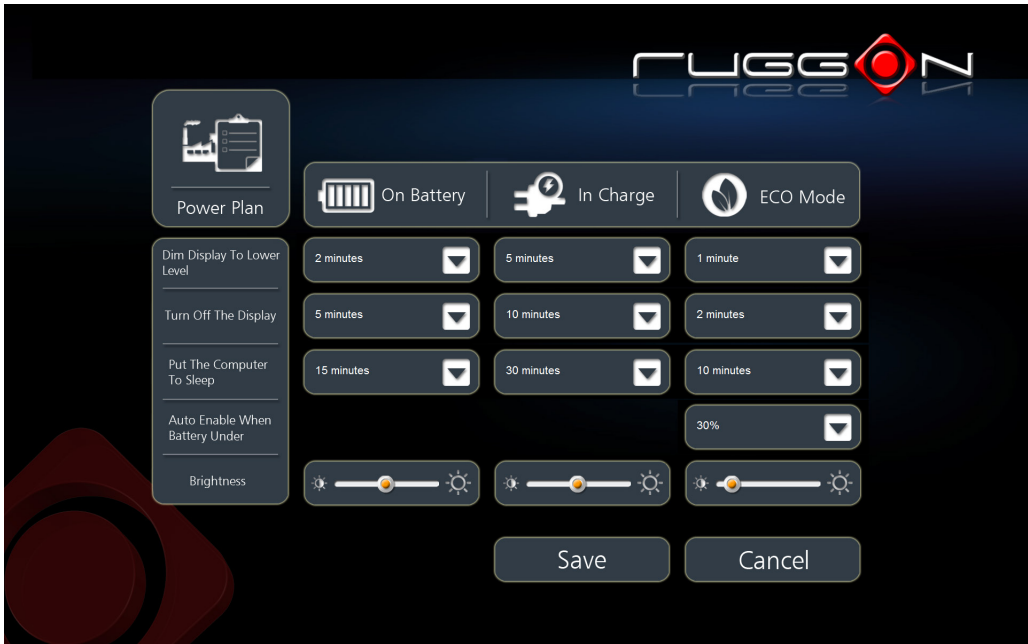 RUGGON
Power Plan
On Battery
In Charge
ECO Mode
Dim Display To Lower
Level
2 minutes
5 minutes
1 minute
Turn Off The Display
5 minutes
10 minutes
2 minutes
Put The Computer
To Sleep
15 minutes
30 minutes
10 minutes
Auto Enable When
Battery Under
30%
Brightness
Save
Cancel